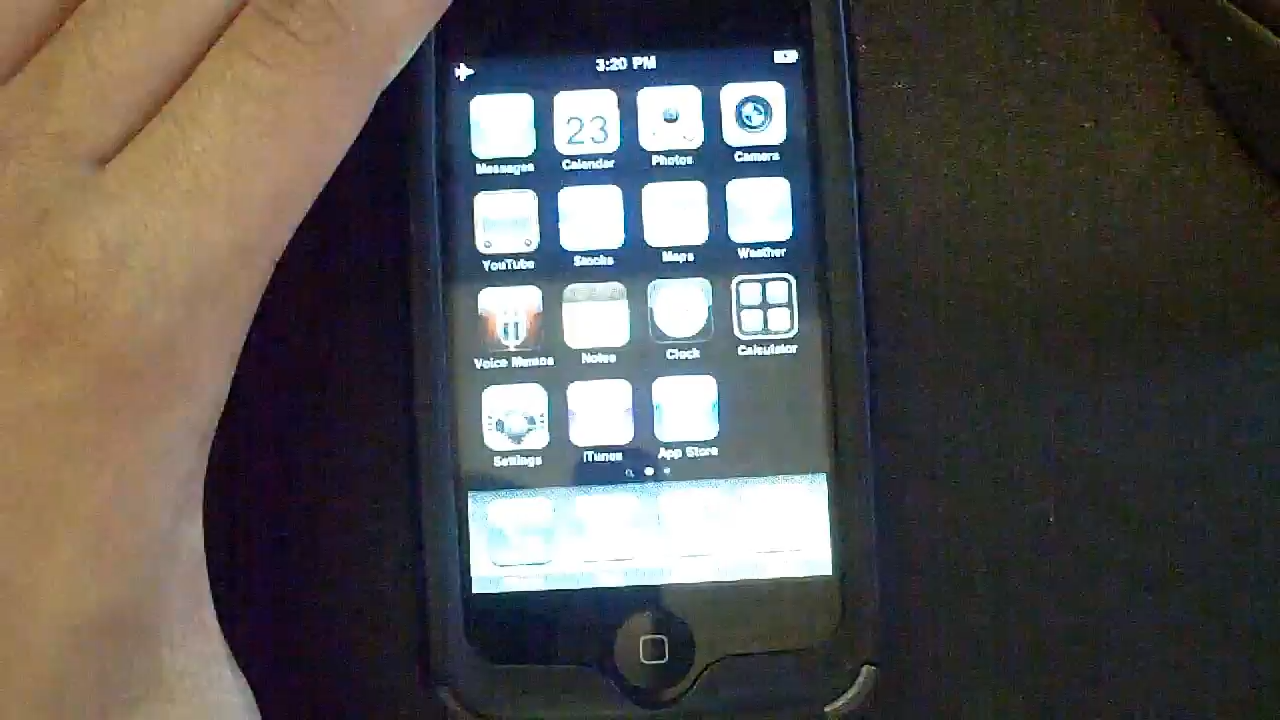 3:20 PM
23
Messages Calendar Photos Camera
YouTube Stocks Maps Weather
Voice Memos Notes Clock Calculator
Settings iTunes App Store